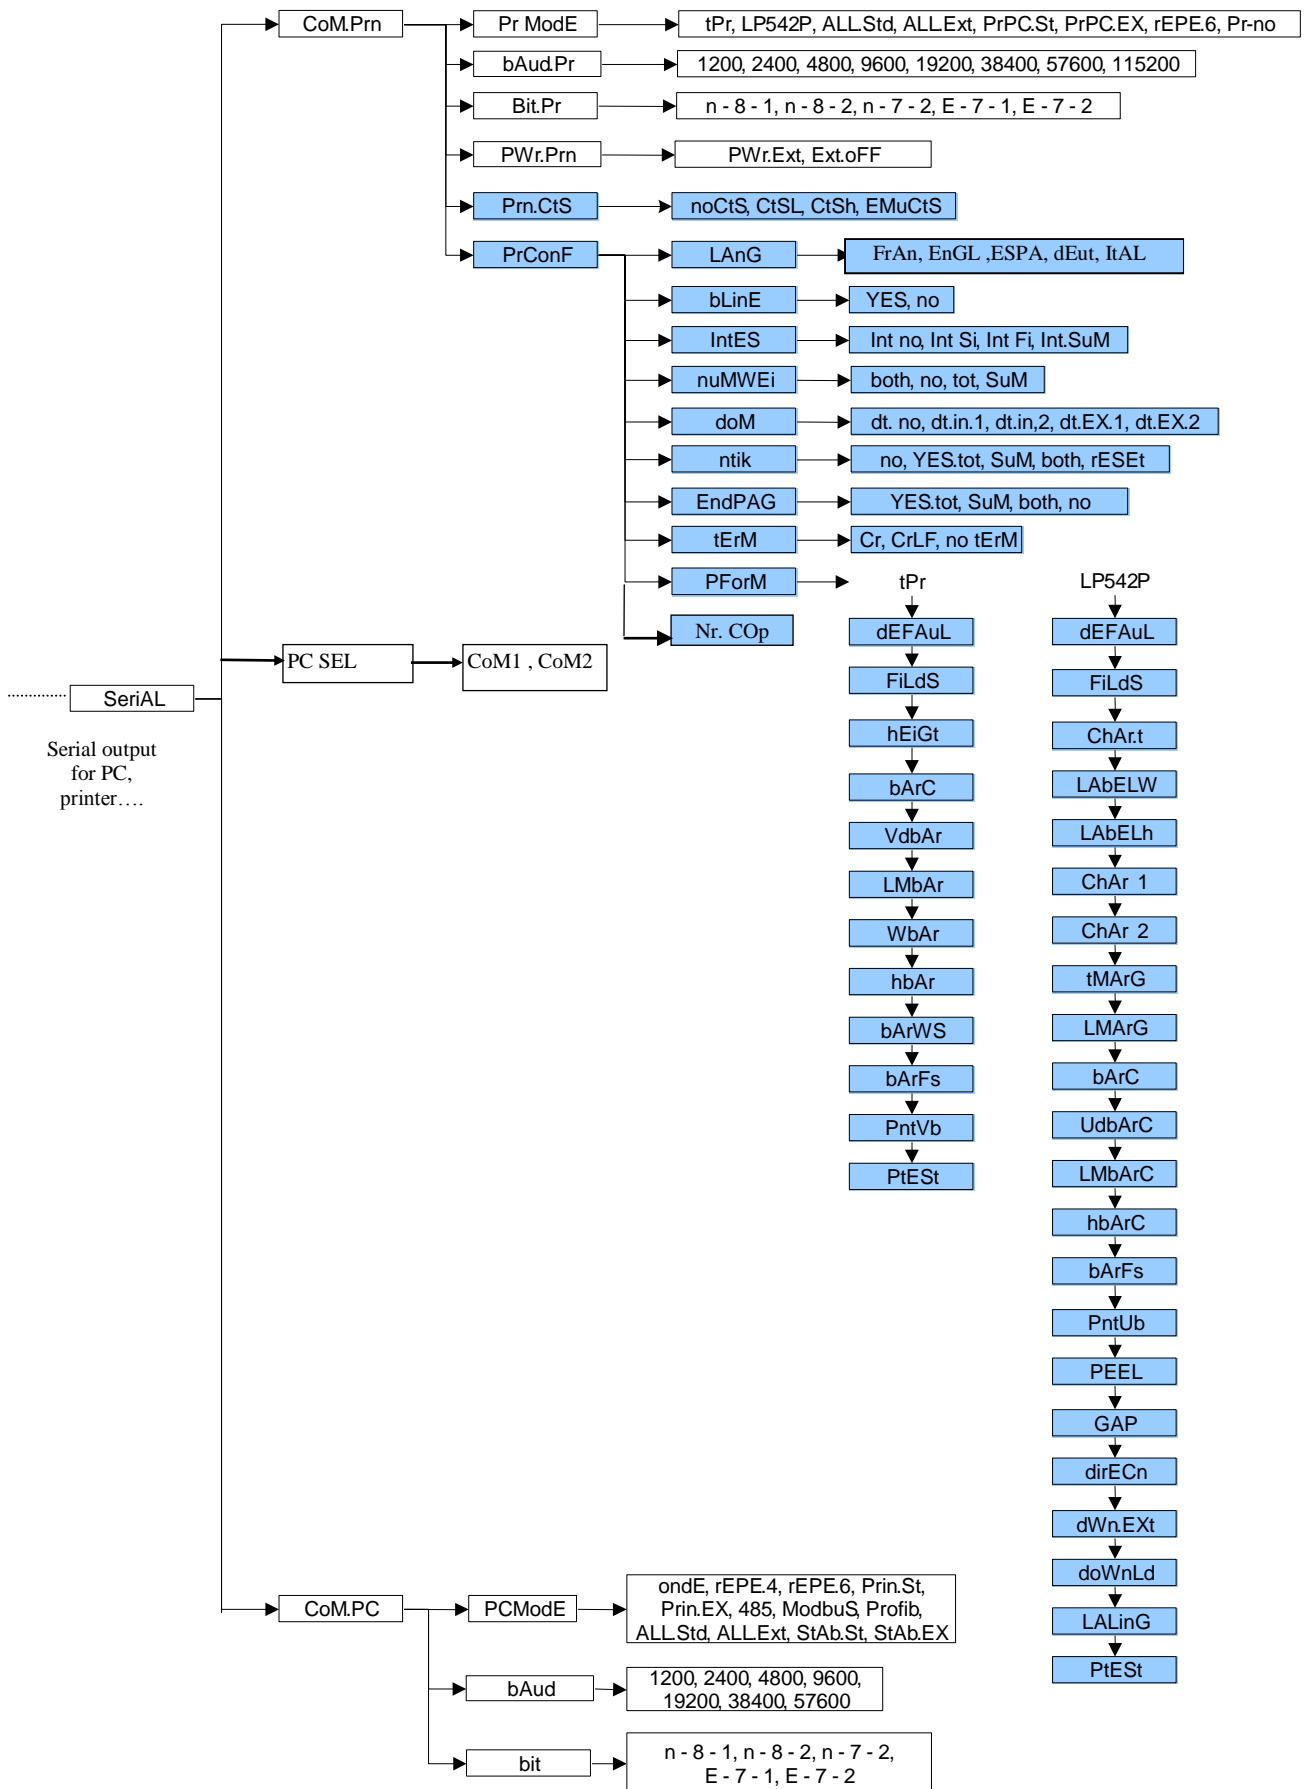 CoM.Prn
Pr ModE
tPr, LP542P, ALL.Std, ALL.Ext, PrPC.St, PrPC.EX, rEPE.6, Pr-no
bAud.Pr
1200, 2400, 4800, 9600, 19200, 38400, 57600, 115200
Bit.Pr
n - 8 - 1, n - 8 - 2, n - 7 - 2, E - 7 - 1, E - 7 - 2
PWr.Prn
PWr.Ext, Ext.oFF
Prn.CtS
noCtS, CtSL, CtSh, EMuCtS
PrConF
LAnG
FrAn, EnGL ,ESPA, dEut, ItAL
bLinE
YES, no
IntES
Int no, Int Si, Int Fi, Int.SuM
nuMWEi
both, no, tot, SuM
doM
dt. no, dt.in.1, dt.in,2, dt.EX.1, dt.EX.2
ntik
no, YES.tot, SuM, both, rESEt
EndPAG
YES.tot, SuM, both, no
tErM
Cr, CrLF, no tErM
PForM
tPr
LP542P
Nr. COp
dEFAuL
FiLdS
hEiGt
bArC
VdbAr
LMbAr
WbAr
hbAr
bArWS
bArFs
PntVb
PtESt
dEFAuL
FiLdS
ChAr.t
LAbELW
LAbELh
ChAr 1
ChAr 2
tMArG
LMArG
bArC
UdbArC
LMbArC
hbArC
bArFs
PntUb
PEEL
GAP
dirECn
dWn.EXt
doWnLd
LALinG
PtESt
PC SEL
CoM1 , CoM2
SeriAL
Serial output
for PC,
printer….
CoM.PC
PCModE
ondE, rEPE.4, rEPE.6, Prin.St,
Prin.EX, 485, ModbuS, Profib,
ALL.Std, ALL.Ext, StAb.St, StAb.EX
bAud
1200, 2400, 4800, 9600,
19200, 38400, 57600
bit
n - 8 - 1, n - 8 - 2, n - 7 - 2,
E - 7 - 1, E - 7 - 2